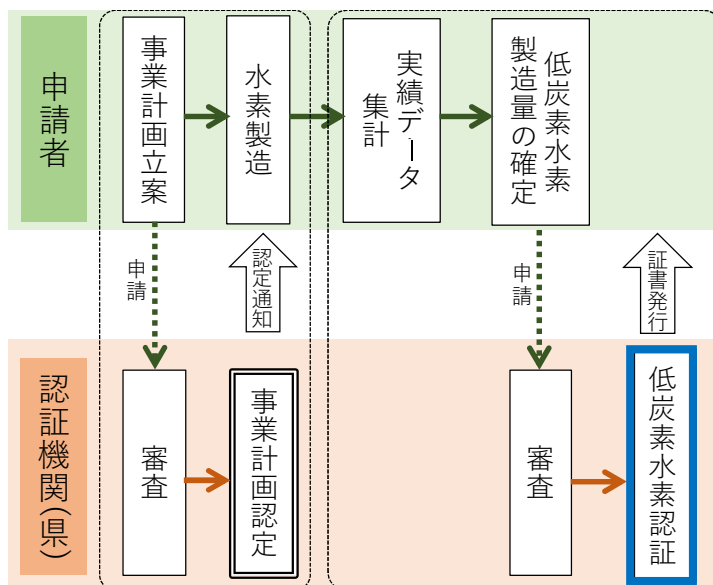 申請者
事業計画立案
水素製造
実績データ
集計
低炭素水素
製造量の確定
申請
認定通知
申請
証書発行
認証機関(県)
審査
事業計画認定
審査
低炭素水素認証